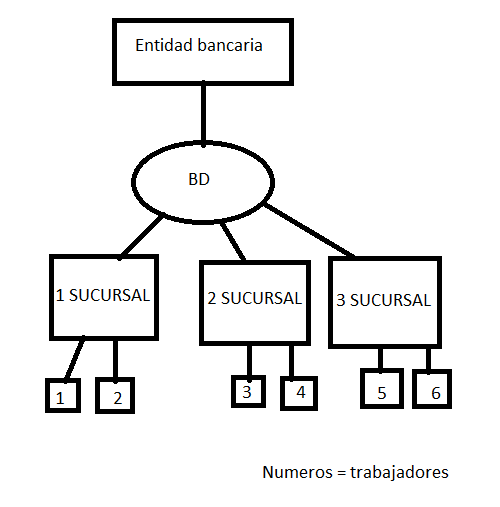 Entidad bancaria
BD
1 SUCURSAL
2 SUCURSAL
3 SUCURSAL
1
2
3
4
5
6
Numeros = trabajadores